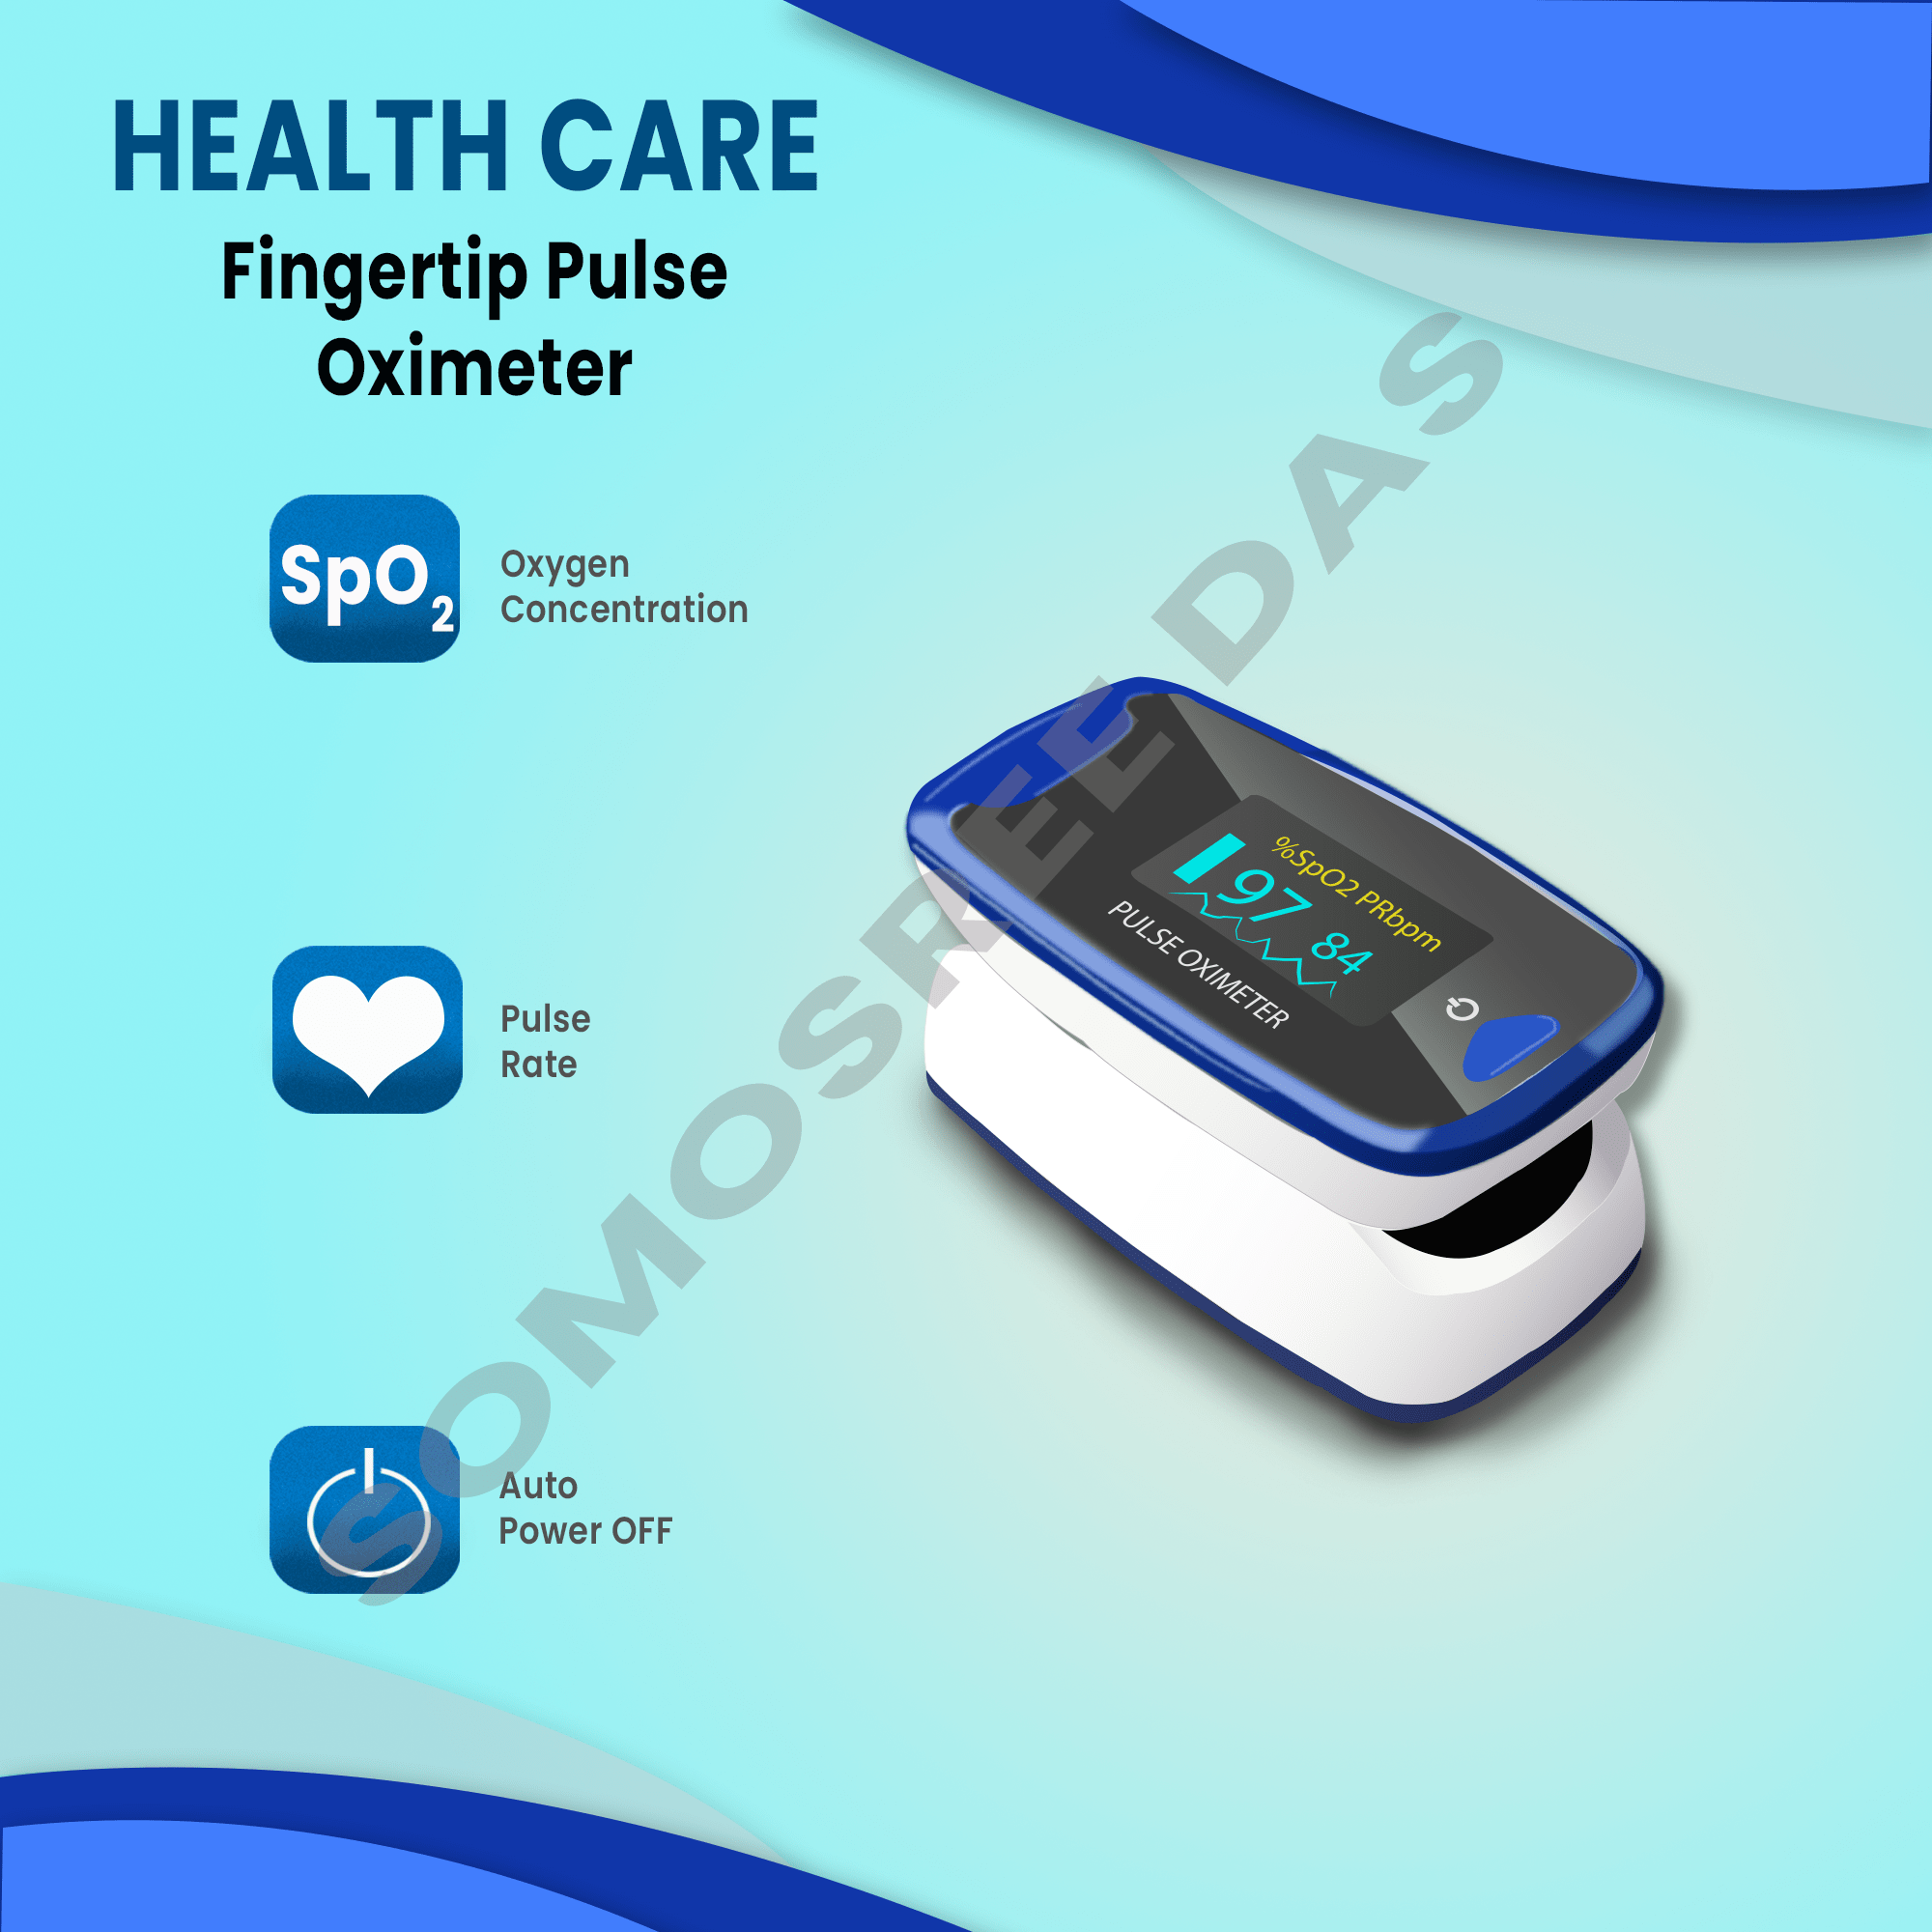 HEALTH CARE
Fingertip Pulse
Oximeter
SpO2
Oxygen
Concentration
Pulse
Rate
Auto
Power OFF
%SpO2 PRbpm
97 84
PULSE OXIMETER
SOMOSREE DAS